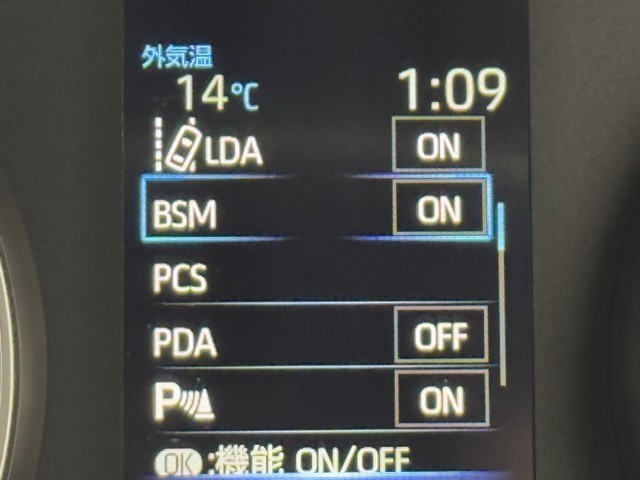 外気温
14℃ 1:09
LDA ON
BSM ON
PCS
PDA OFF
P ON
OK:機能 ON/OFF